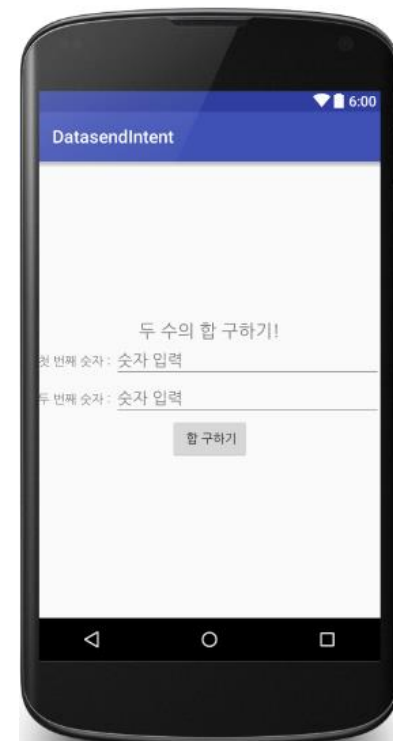 6:00
DatasendIntent
두 수의 합 구하기!
첫 번째 숫자 : 숫자 입력
두 번째 숫자 : 숫자 입력
합 구하기